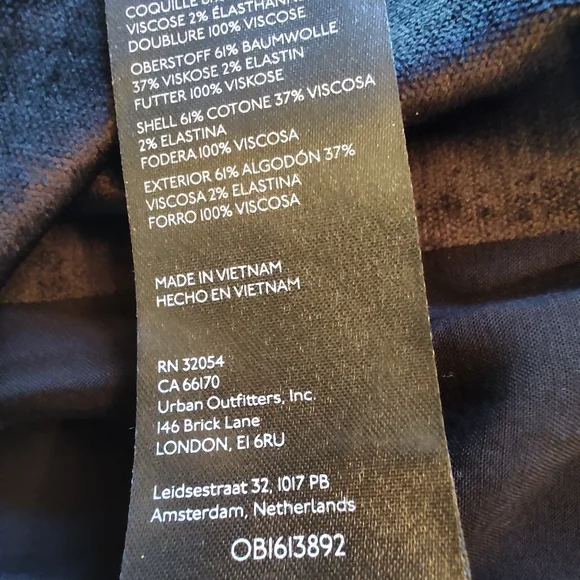 COQUILLE
VISCOSE 2% ÉLASTHANNE
DOUBLURE 100% VISCOSE
OBERSTOFF 61% BAUMWOLLE
37% VISKOSE 2% ELASTIN
FUTTER 100% VISKOSE
SHELL 61% COTONE 37% VISCOSA
2% ELASTINA
FODERA 100% VISCOSA
EXTERIOR 61% ALGODÓN 37%
VISCOSA 2% ELASTINA
FORRO 100% VISCOSA
MADE IN VIETNAM
HECHO EN VIETNAM
RN 32054
CA 66170
Urban Outfitters, Inc.
146 Brick Lane
LONDON, E1 6RU
Leidsestraat 32, 1017 PB
Amsterdam, Netherlands
OB1613892